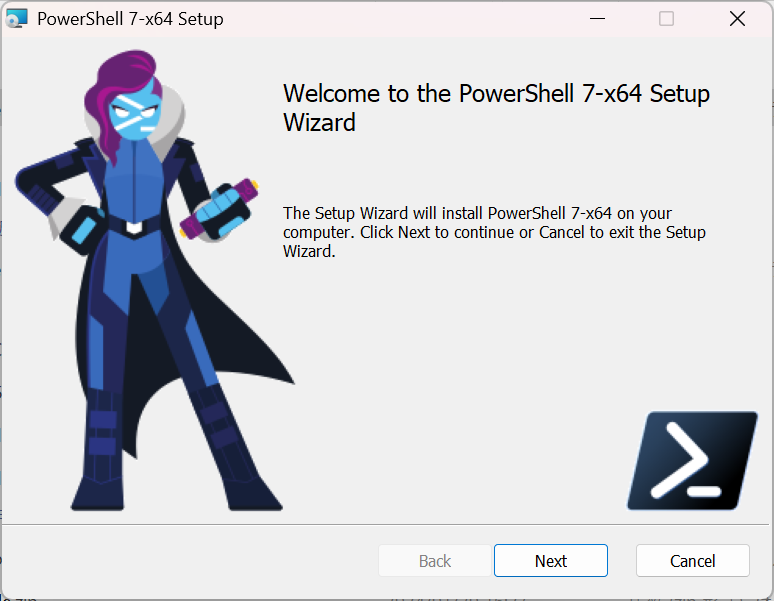 PowerShell 7-x64 Setup
Welcome to the PowerShell 7-x64 Setup
Wizard
The Setup Wizard will install PowerShell 7-x64 on your
computer. Click Next to continue or Cancel to exit the Setup
Wizard.
Back
Next
Cancel